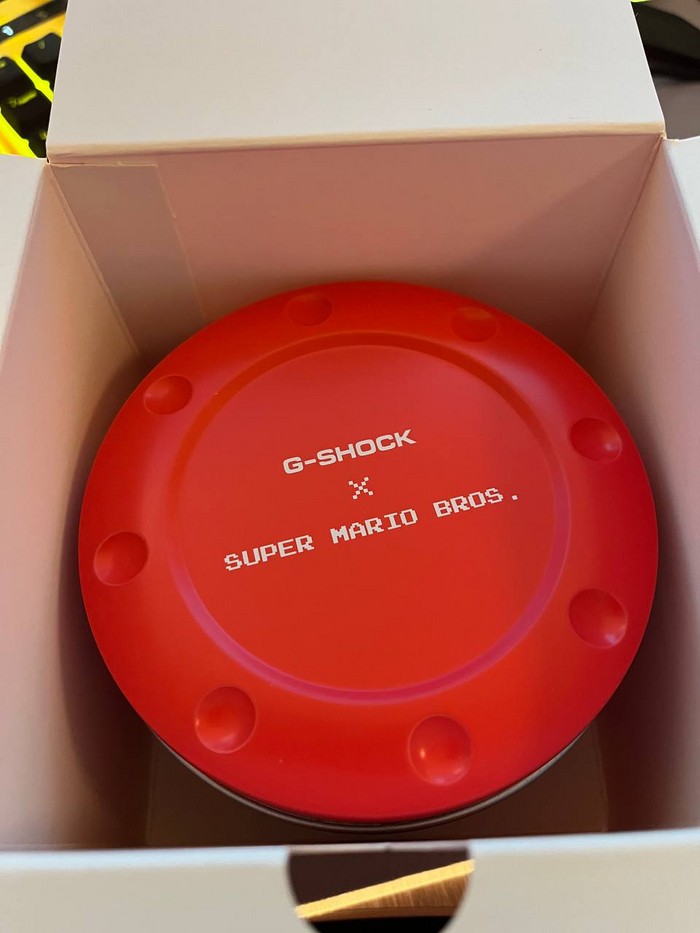 G-SHOCK
×
SUPER MARIO BROS.